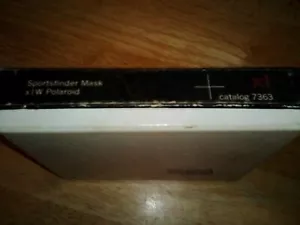 Sportsfinder Mask
x1W Polaroid
catalog 7363